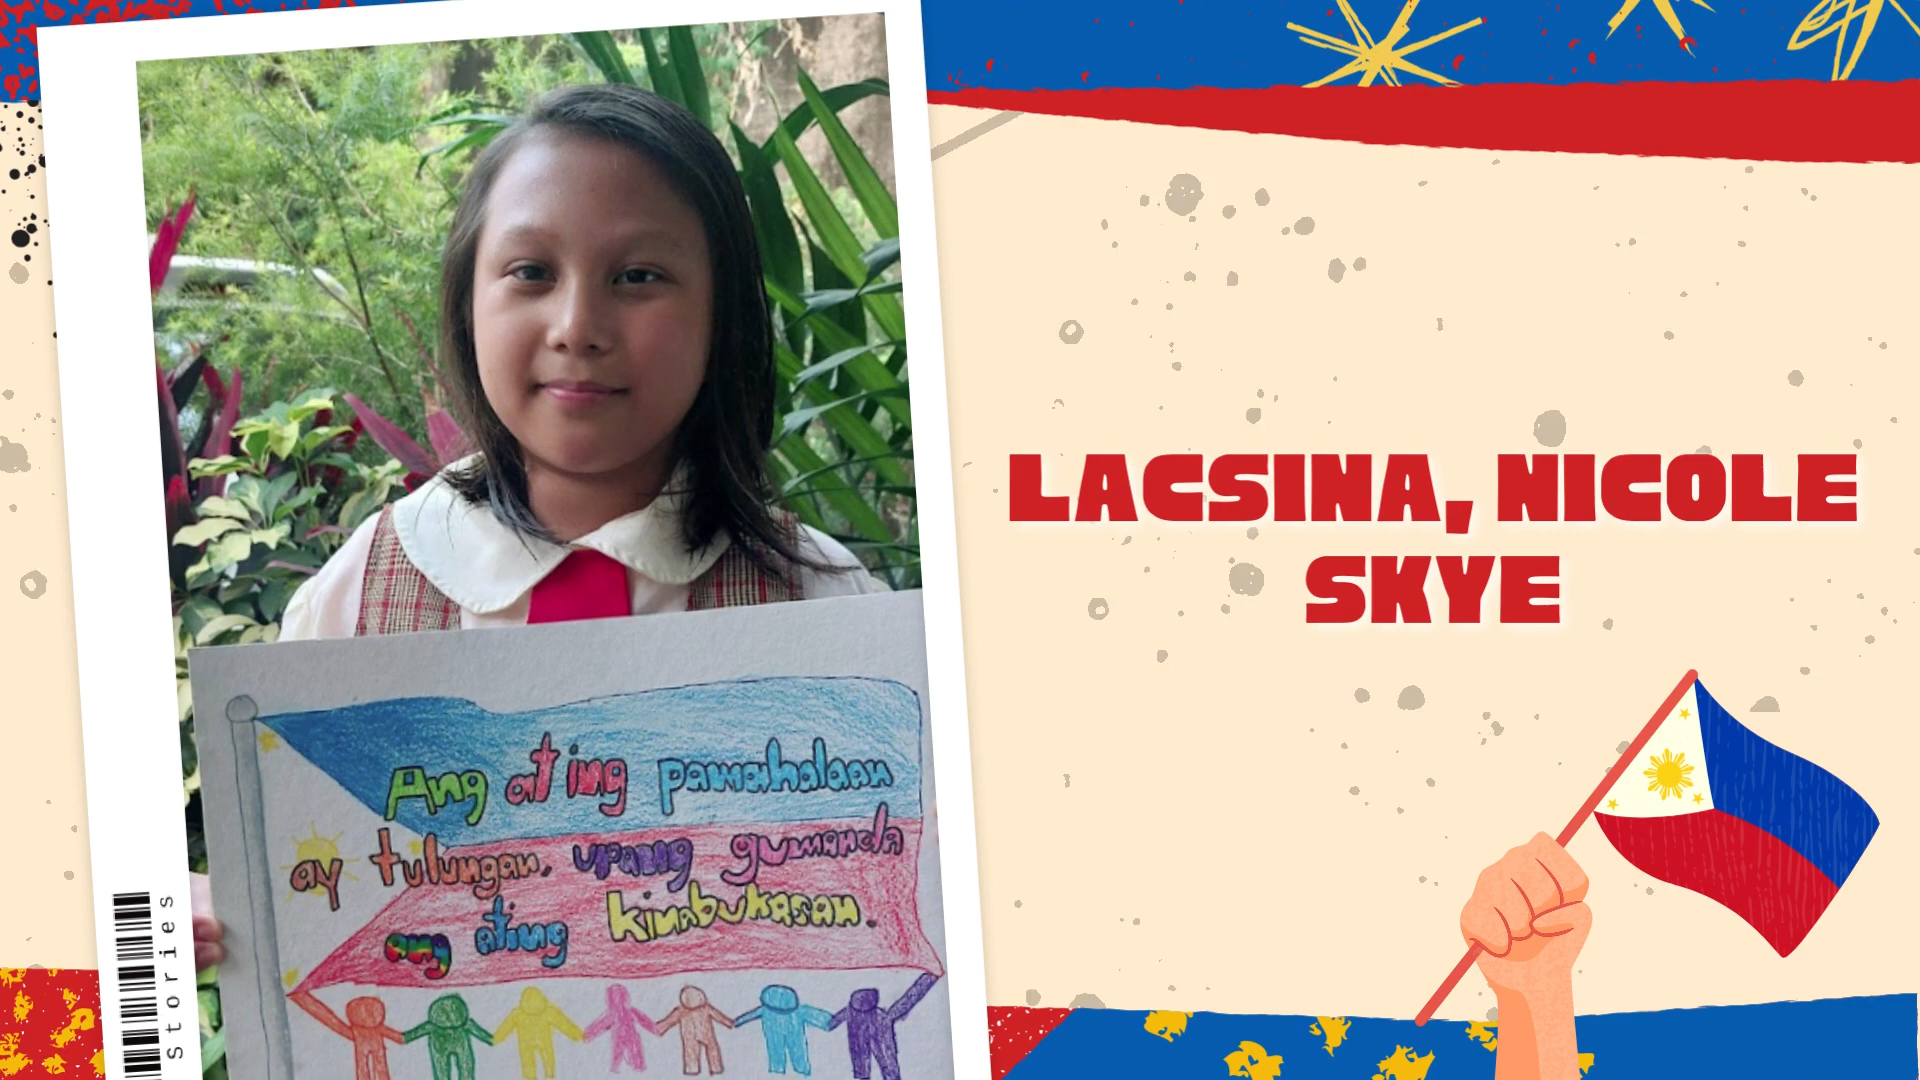 LACSINA, NICOLE
SKYE
Ang ating pamahalaan
ay tulungan, upang gumanda
ang ating kinabukasan.
Stories